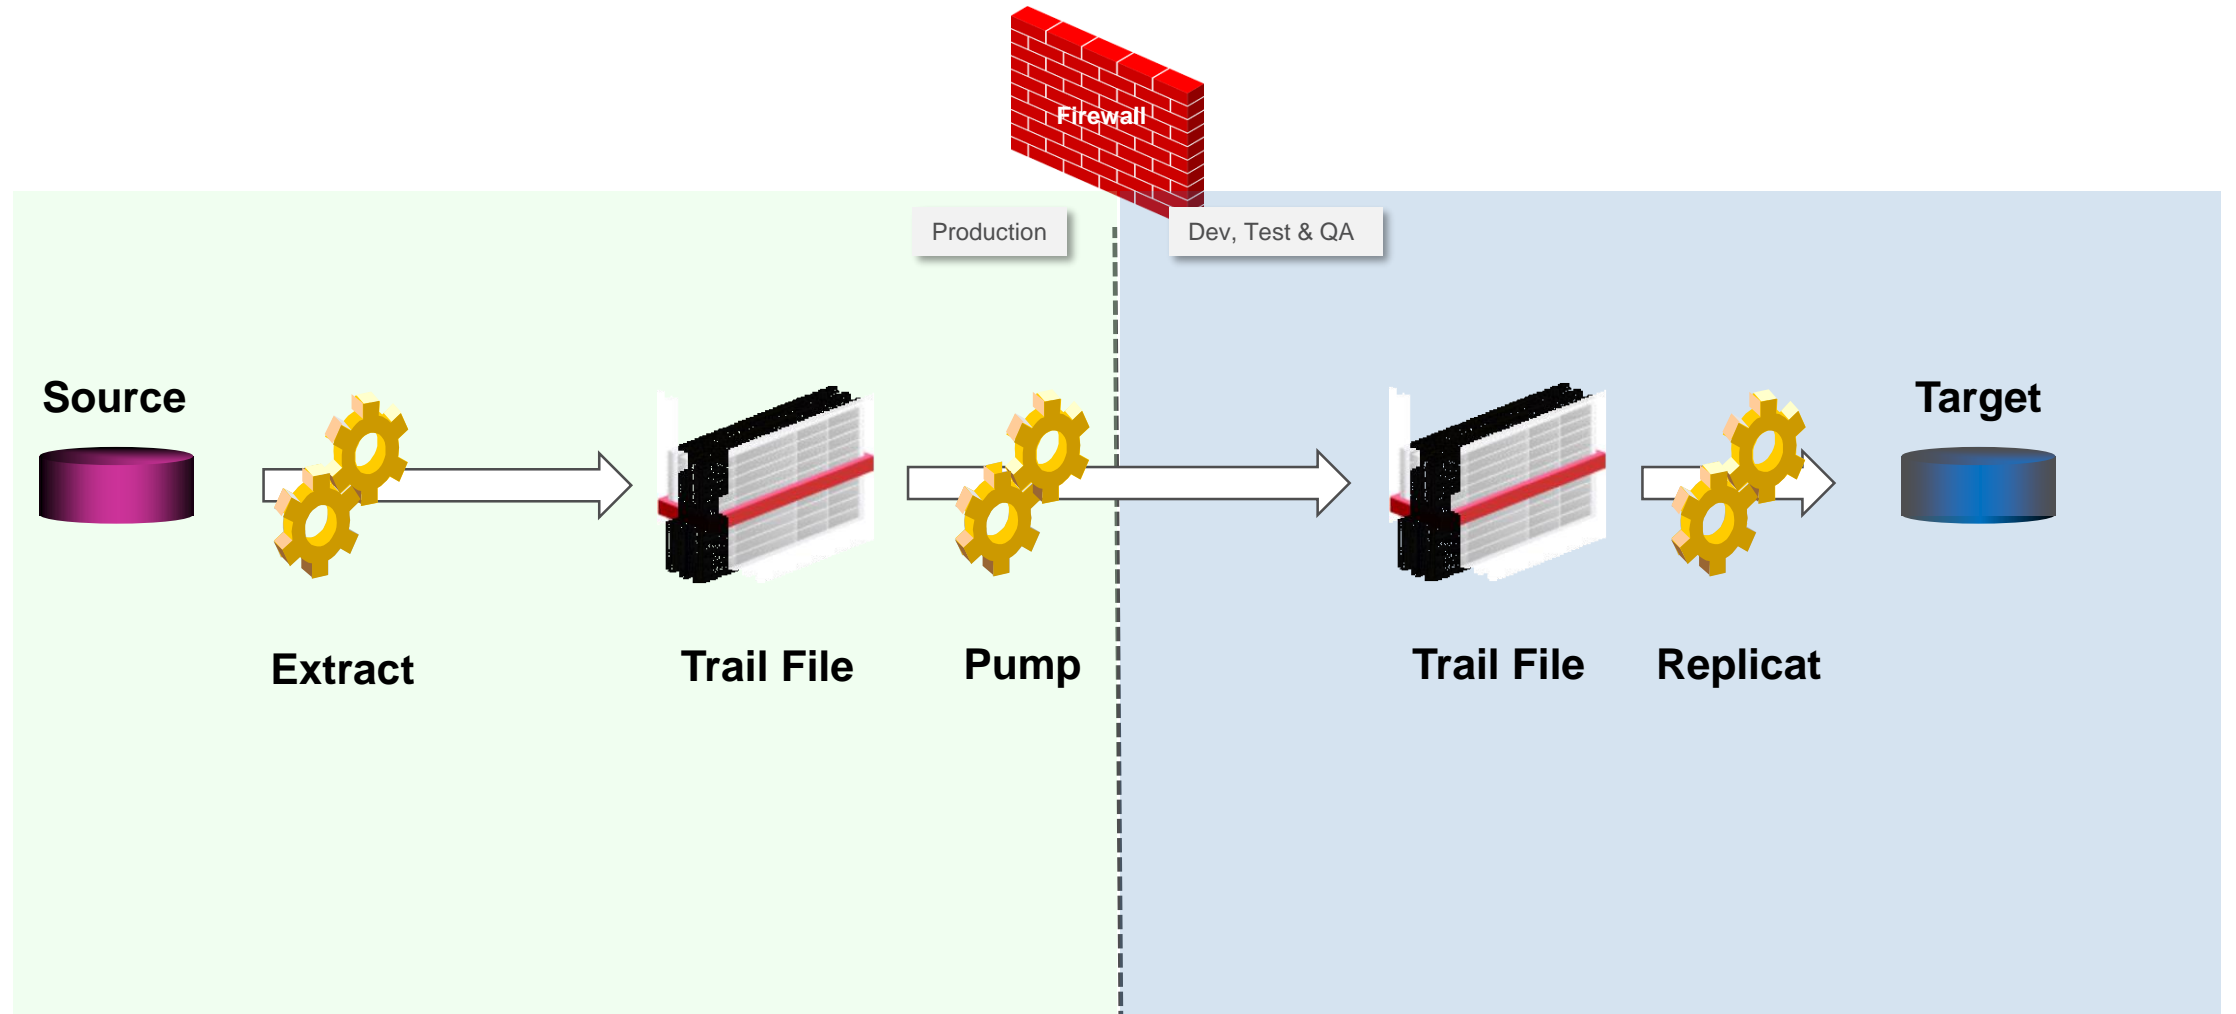 Firewall
Production
Dev, Test & QA
Source
Target
Extract
Trail File
Pump
Trail File
Replicat